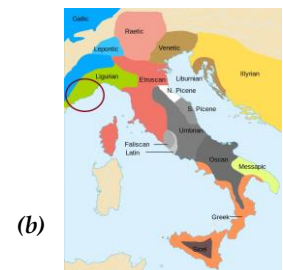 Gallic
Raetic
Lepontic
Venetic
Ligurian
Etruscan
Liburnian
Illyrian
N. Picene
S. Picene
Umbrian
Faliscan
Latin
Oscan
Messapic
Greek
Sicel
(b)